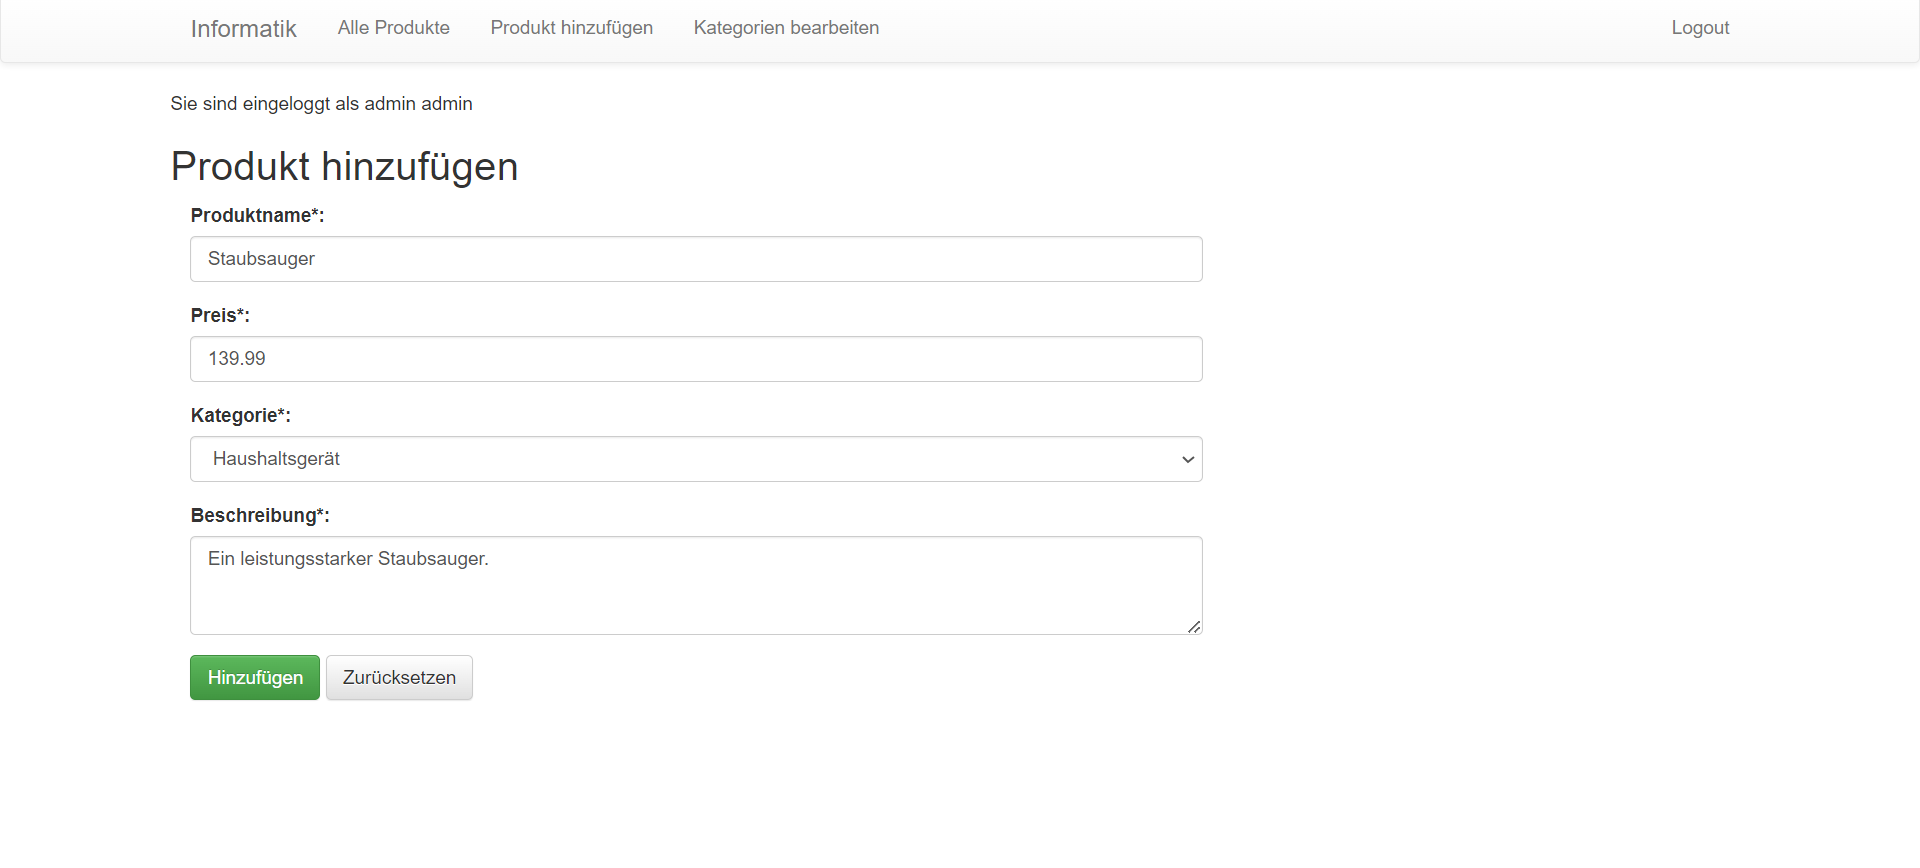 Informatik Alle Produkte Produkt hinzufügen Kategorien bearbeiten Logout
Sie sind eingeloggt als admin admin
Produkt hinzufügen
Produktname*:
Staubsauger
Preis*:
139.99
Kategorie*:
Haushaltsgerät
Beschreibung*:
Ein leistungsstarker Staubsauger.
Hinzufügen Zurücksetzen